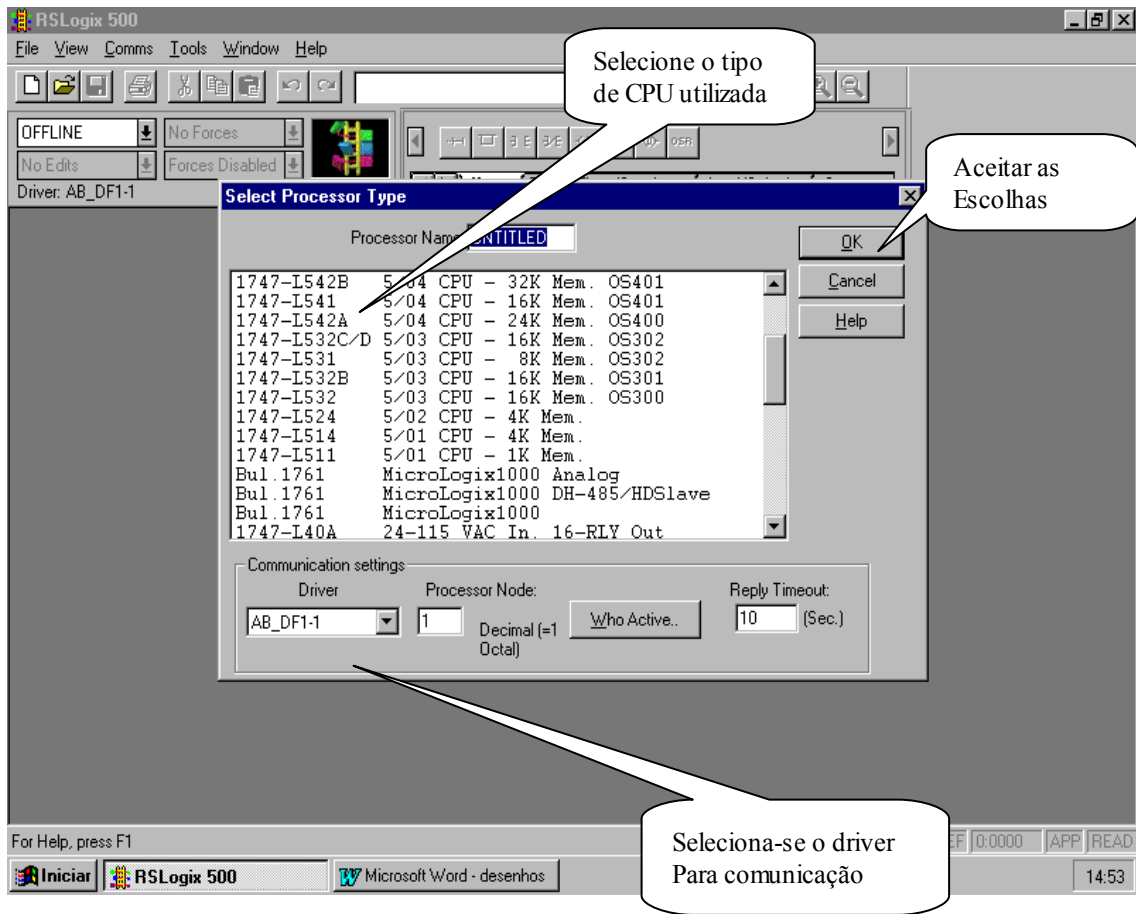 RSLogix 500
File View Comms Tools Window Help
Selecione o tipo
de CPU utilizada
OFFLINE
No Forces
No Edits
Forces Disabled
OSR
Driver: AB_DF1-1
Aceitar as
Escolhas
Select Processor Type
Processor Name: UNTITLED
OK
Cancel
Help
1747-L542B 5/04 CPU - 32K Mem. OS401
1747-L541 5/04 CPU - 16K Mem. OS401
1747-L542A 5/04 CPU - 24K Mem. OS400
1747-L532C/D 5/03 CPU - 16K Mem. OS302
1747-L531 5/03 CPU - 8K Mem. OS302
1747-L532B 5/03 CPU - 16K Mem. OS301
1747-L532 5/03 CPU - 16K Mem. OS300
1747-L524 5/02 CPU - 4K Mem.
1747-L514 5/01 CPU - 4K Mem.
1747-L511 5/01 CPU - 1K Mem.
Bul.1761 MicroLogix1000 Analog
Bul.1761 MicroLogix1000 DH-485/HDSlave
Bul.1761 MicroLogix1000
1747-L40A 24-115 VAC In. 16-RLY Out
Communication settings
Driver
Processor Node:
Reply Timeout:
AB_DF1-1
1
Decimal (=1
Octal)
Who Active..
10
(Sec.)
Seleciona-se o driver
Para comunicação
For Help, press F1
0:0000 APP READ
Iniciar
RSLogix 500
Microsoft Word - desenhos
14:53